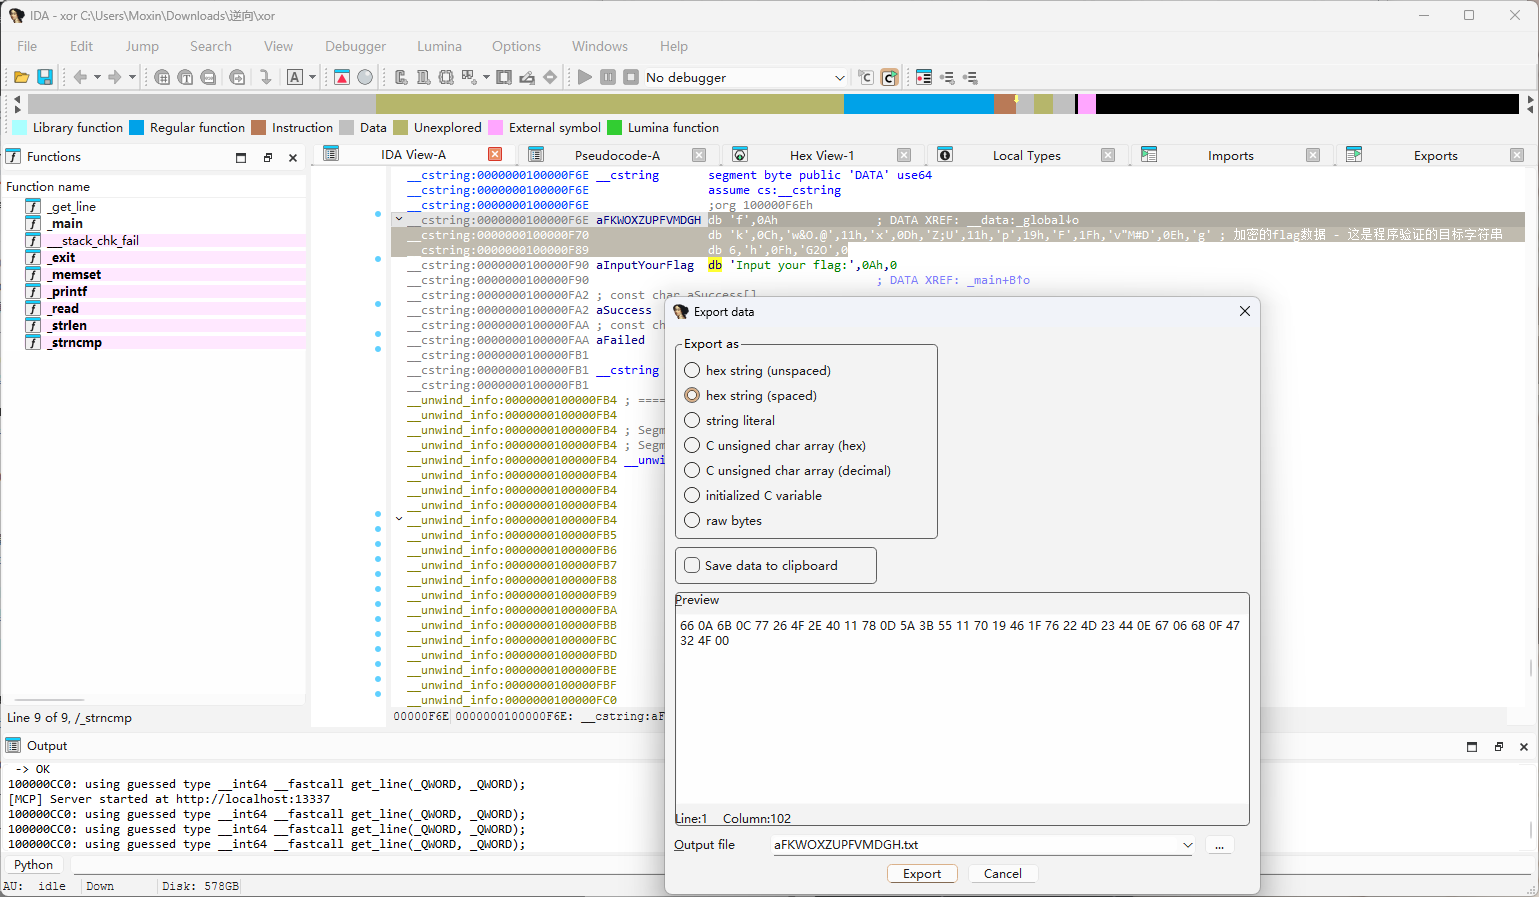 IDA - xor C:\Users\Moxin\Downloads\逆向\xor
File Edit Jump Search View Debugger Lumina Options Windows Help
No debugger
Library function Regular function Instruction Data Unexplored External symbol Lumina function
Functions
IDA View-A Pseudocode-A Hex View-1 Local Types Imports Exports
Function name
_get_line
_main
__stack_chk_fail
_exit
_memset
_printf
_read
_strlen
_strncmp
Line 9 of 9, /_strncmp
__cstring:0000000100000F6E __cstring segment byte public 'DATA' use64
__cstring:0000000100000F6E assume cs:__cstring
__cstring:0000000100000F6E ;org 100000F6Eh
__cstring:0000000100000F6E aFKWOXZUPFVMDGH db 'f',0Ah ; DATA XREF: __data:_global↓o
__cstring:0000000100000F70 db 'k',0Ch,'w&O.@',11h,'x',0Dh,'Z;U',11h,'p',19h,'F',1Fh,'v"M#D',0Eh,'g' ; 加密的flag数据 - 这是程序验证的目标字符串
__cstring:0000000100000F89 db 6,'h',0Fh,'G2O',0
__cstring:0000000100000F90 aInputYourFlag db 'Input your flag:',0Ah,0
__cstring:0000000100000F90 ; DATA XREF: _main+B↑o
__cstring:0000000100000FA2 ; const char aSuccess[]
__cstring:0000000100000FA2 aSuccess
__cstring:0000000100000FAA ; const ch
__cstring:0000000100000FAA aFailed
__cstring:0000000100000FB1
__cstring:0000000100000FB1 __cstring
__cstring:0000000100000FB1
__unwind_info:0000000100000FB4 ; ====
__unwind_info:0000000100000FB4
__unwind_info:0000000100000FB4 ; Segm
__unwind_info:0000000100000FB4 ; Segm
__unwind_info:0000000100000FB4 __unwi
__unwind_info:0000000100000FB4
__unwind_info:0000000100000FB4
__unwind_info:0000000100000FB4
__unwind_info:0000000100000FB4
__unwind_info:0000000100000FB5
__unwind_info:0000000100000FB6
__unwind_info:0000000100000FB7
__unwind_info:0000000100000FB8
__unwind_info:0000000100000FB9
__unwind_info:0000000100000FBA
__unwind_info:0000000100000FBB
__unwind_info:0000000100000FBC
__unwind_info:0000000100000FBD
__unwind_info:0000000100000FBE
__unwind_info:0000000100000FBF
__unwind_info:0000000100000FC0
00000F6E 0000000100000F6E: __cstring:aF
Export data
Export as
hex string (unspaced)
hex string (spaced)
string literal
C unsigned char array (hex)
C unsigned char array (decimal)
initialized C variable
raw bytes
Save data to clipboard
Preview
66 0A 6B 0C 77 26 4F 2E 40 11 78 0D 5A 3B 55 11 70 19 46 1F 76 22 4D 23 44 0E 67 06 68 0F 47
32 4F 00
Line:1 Column:102
Output file aFKWOXZUPFVMDGH.txt ...
Export Cancel
Output
-> OK
100000CC0: using guessed type __int64 __fastcall get_line(_QWORD, _QWORD);
[MCP] Server started at http://localhost:13337
100000CC0: using guessed type __int64 __fastcall get_line(_QWORD, _QWORD);
100000CC0: using guessed type __int64 __fastcall get_line(_QWORD, _QWORD);
100000CC0: using guessed type __int64 __fastcall get_line(_QWORD, _QWORD);
Python
AU: idle Down Disk: 578GB